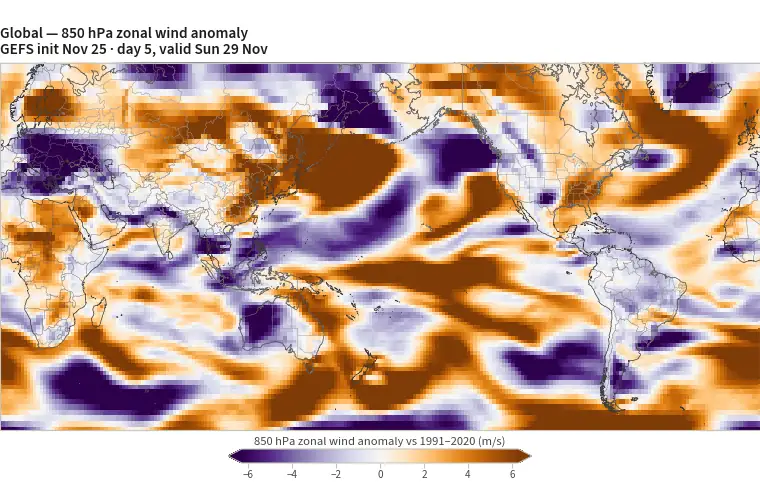 Global — 850 hPa zonal wind anomaly
GEFS init Nov 25 · day 5, valid Sun 29 Nov
850 hPa zonal wind anomaly vs 1991–2020 (m/s)
−6 −4 −2 0 2 4 6